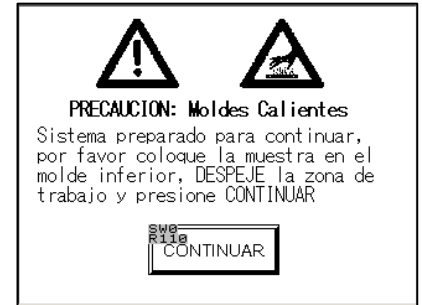 PRECAUCION: Moldes Calientes
Sistema preparado para continuar,
por favor coloque la muestra en el
molde inferior, DESPEJE la zona de
trabajo y presione CONTINUAR
SW0
R110
CONTINUAR